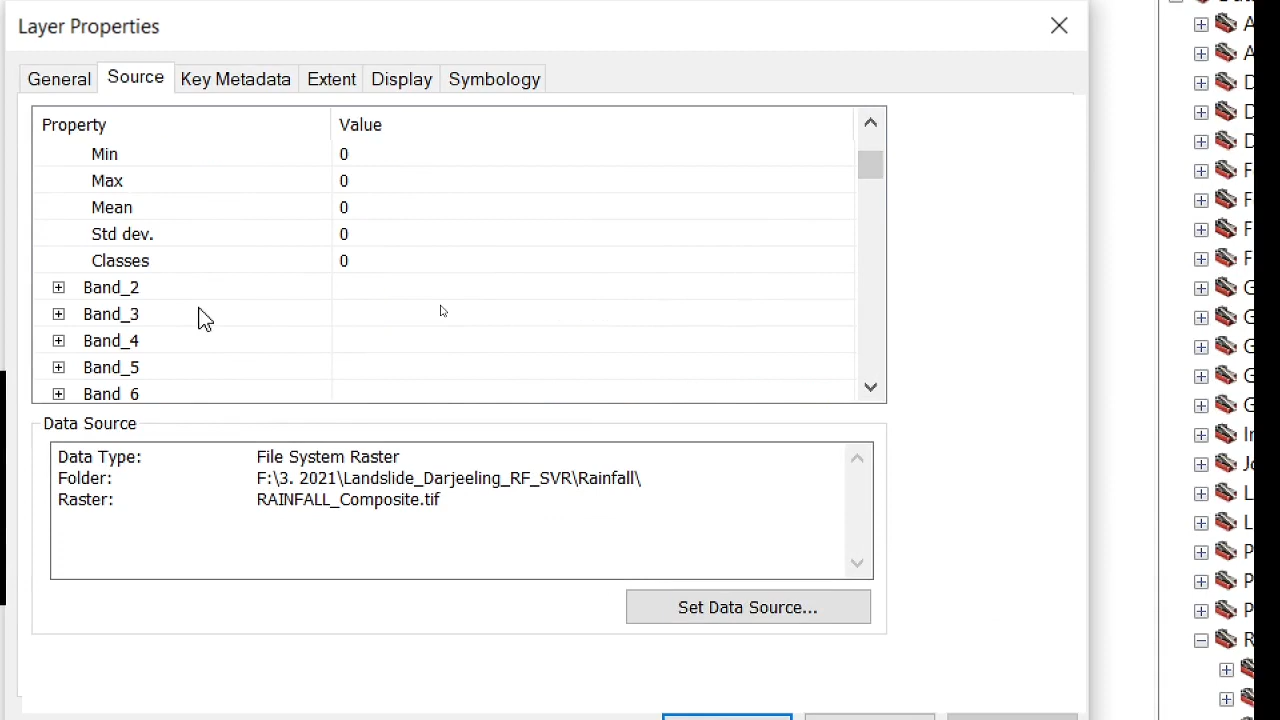 Layer Properties
General Source Key Metadata Extent Display Symbology
Property Value
Min 0
Max 0
Mean 0
Std dev. 0
Classes 0
Band_2
Band_3
Band_4
Band_5
Band_6
Data Source
Data Type: File System Raster
Folder: F:\3. 2021\Landslide_Darjeeling_RF_SVR\Rainfall\
Raster: RAINFALL_Composite.tif
Set Data Source...